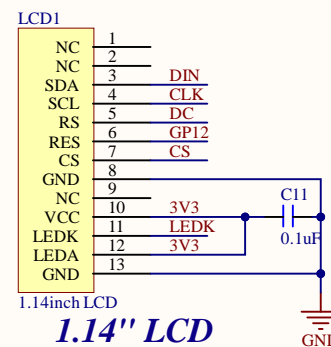 LCD1
NC 1
NC 2
SDA 3 DIN
SCL 4 CLK
RS 5 DC
RES 6 GP12
CS 7 CS
GND 8
NC 9
VCC 10 3V3
LEDK 11 LEDK
LEDA 12 3V3
GND 13
C11
0.1uF
1.14inch LCD
1.14" LCD
GND